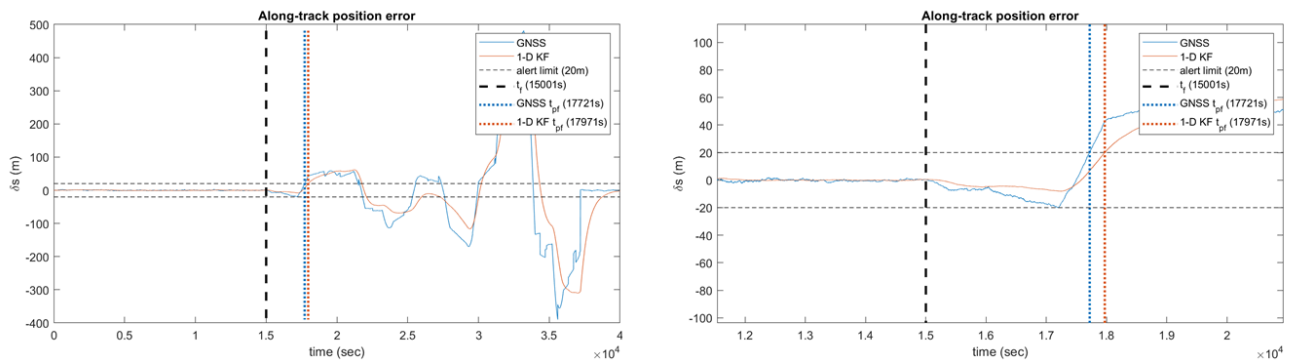 Along-track position error
500
400
300
200
100
0
-100
-200
-300
-400
δs (m)
GNSS
1-D KF
alert limit (20m)
t_f (15001s)
GNSS t_pf (17721s)
1-D KF t_pf (17971s)
0 0.5 1 1.5 2 2.5 3 3.5 4
time (sec)
×10^4
Along-track position error
100
80
60
40
20
0
-20
-40
-60
-80
-100
δs (m)
GNSS
1-D KF
alert limit (20m)
t_f (15001s)
GNSS t_pf (17721s)
1-D KF t_pf (17971s)
1.2 1.3 1.4 1.5 1.6 1.7 1.8 1.9 2
time (sec)
×10^4